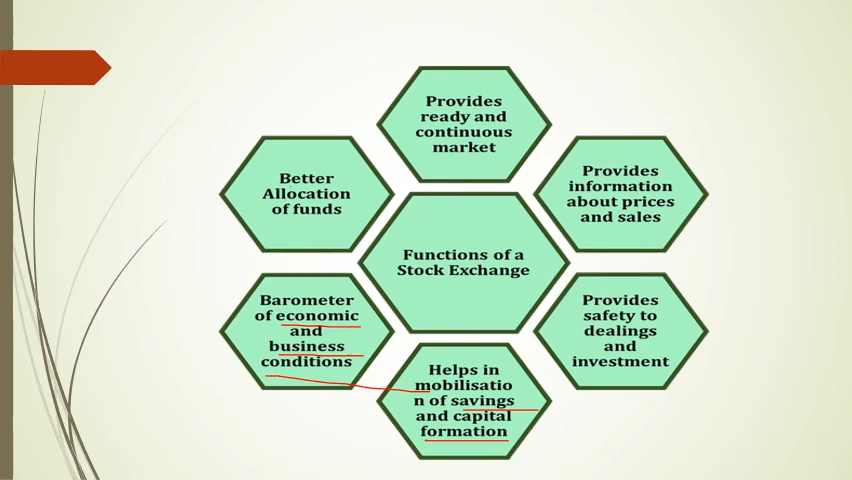 Provides
ready and
continuous
market
Better
Allocation
of funds
Provides
information
about prices
and sales
Functions of a
Stock Exchange
Barometer
of economic
and
business
conditions
Provides
safety to
dealings
and
investment
Helps in
mobilisatio
n of savings
and capital
formation